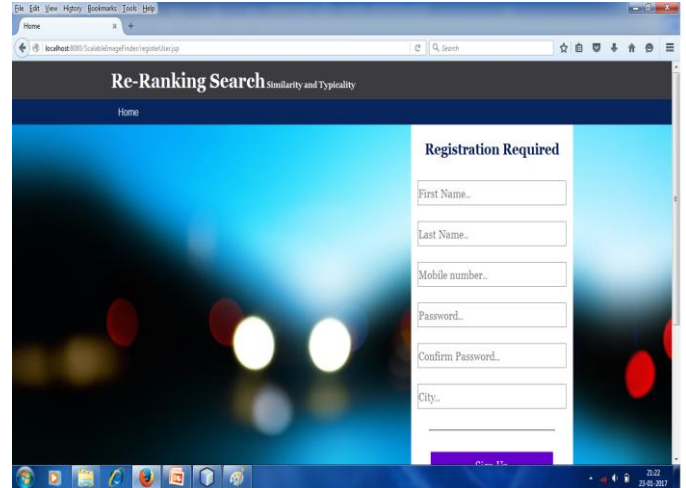 File Edit View History Bookmarks Tools Help
Home x +
localhost:8080/ScalableImageFinder/registerUser.jsp Search
Re-Ranking Search Similarity and Typicality
Home
Registration Required
First Name..
Last Name..
Mobile number..
Password..
Confirm Password..
City..
Sign Up
21:22
23-01-2017